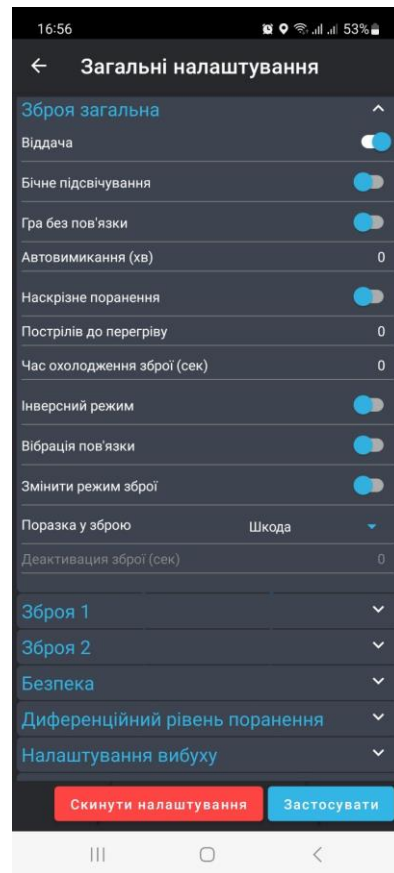 16:56 53%
Загальні налаштування
Зброя загальна
Віддача
Бічне підсвічування
Гра без пов'язки
Автовимикання (хв) 0
Наскрізне поранення
Пострілів до перегріву 0
Час охолодження зброї (сек) 0
Інверсний режим
Вібрація пов'язки
Змінити режим зброї
Поразка у зброю Шкода
Деактивация зброї (сек) 0
Зброя 1
Зброя 2
Безпека
Диференційний рівень поранення
Налаштування вибуху
Скинути налаштування Застосувати